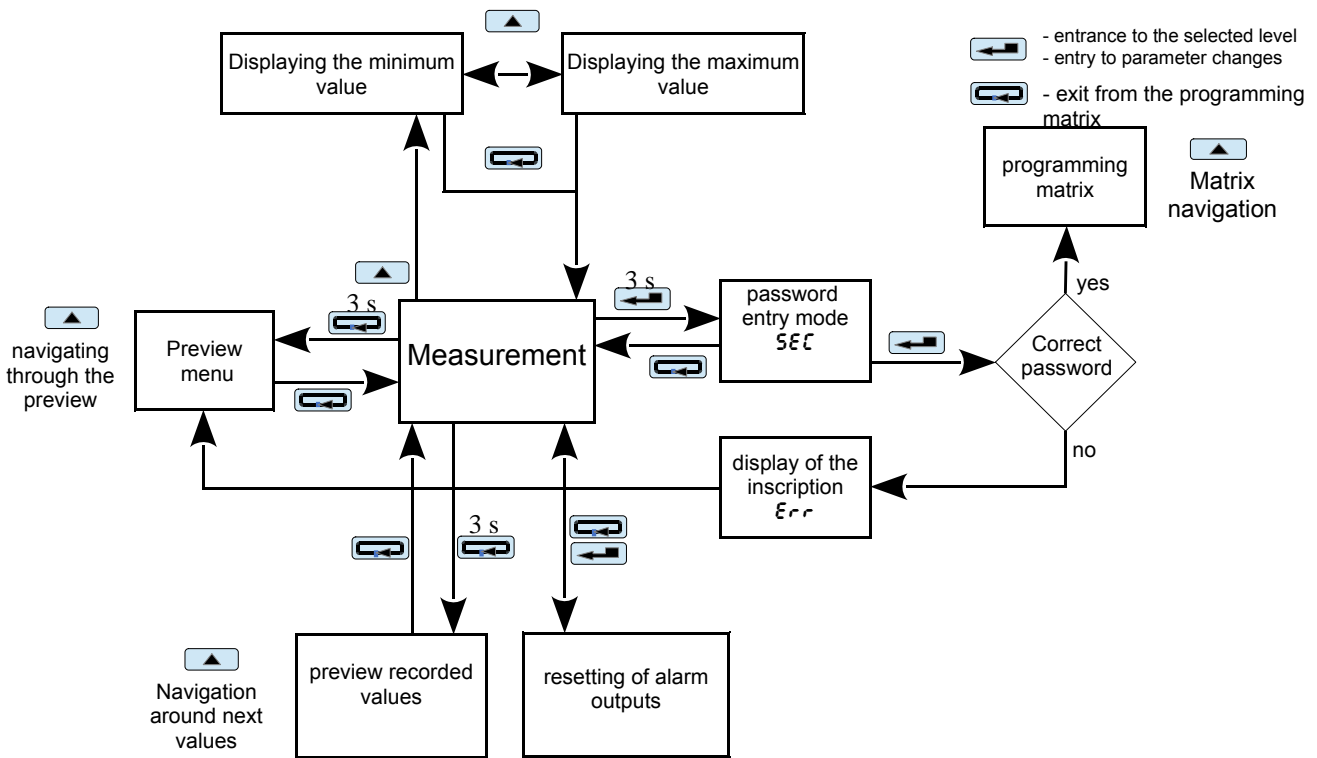 Displaying the minimum
value
Displaying the maximum
value
- entrance to the selected level
- entry to parameter changes
- exit from the programming
matrix
programming
matrix
Matrix
navigation
yes
3 s
3 s
password
entry mode
SEC
navigating
through the
preview
Preview
menu
Measurement
Correct
password
no
display of the
inscription
Err
3 s
preview recorded
values
resetting of alarm
outputs
Navigation
around next
values